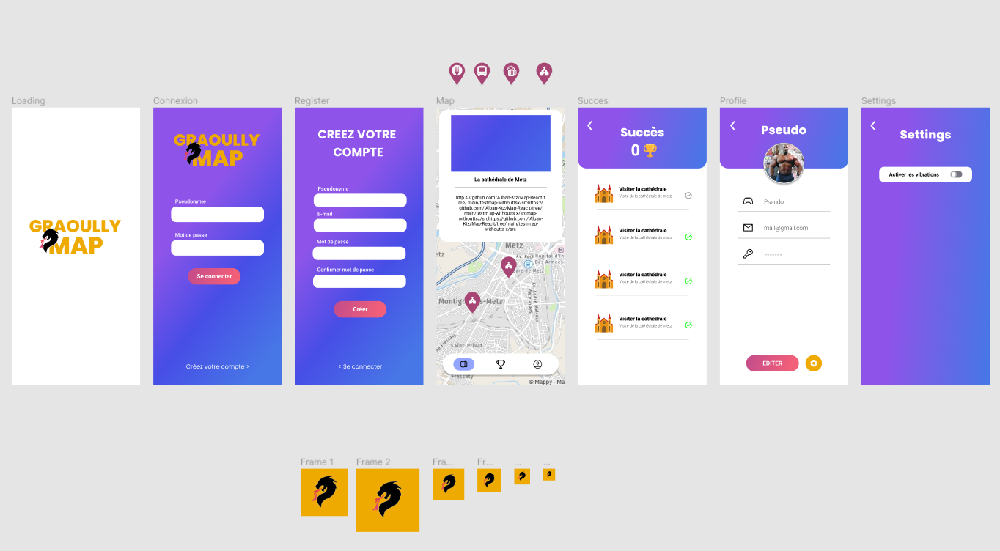 Loading
GRAOULLY
MAP
Connexion
GRAOULLY
MAP
Pseudonyme
Mot de passe
Se connecter
Créez votre compte >
Register
CREEZ VOTRE
COMPTE
Pseudonyme
E-mail
Mot de passe
Confirmer mot de passe
Créer
< Se connecter
Map
La cathédrale de Metz
http s://github.com/A lban-Ktz/Map-React/t
ree/ main/testmap-withouttsx/srchttps://
github.com/ Alban-Ktz/Map-Reac t/tree/
main/testm ap-withoutts x/srcmap-
withouttsx/srchttps://github.com/ Alban-
Ktz/Map-Reac t/tree/main/testm ap-
withoutts x/src
Metz
etz
Av. Foch
Hôpital d'Ins
Des Armées
Gare de Metz
Montign
s-Metz
Saint-Privat
Frescaty
© Mappy - Ma
Succes
Succès
0
Visiter la cathédrale
Visite de la cathédrale de metz
Visiter la cathédrale
Visite de la cathédrale de metz
Visiter la cathédrale
Visite de la cathédrale de metz
Visiter la cathédrale
Visite de la cathédrale de metz
Profile
Pseudo
Pseudo
mail@gmail.com
EDITER
Settings
Settings
Activer les vibrations
Frame 1
Frame 2
Fra...
Fr...
...
...